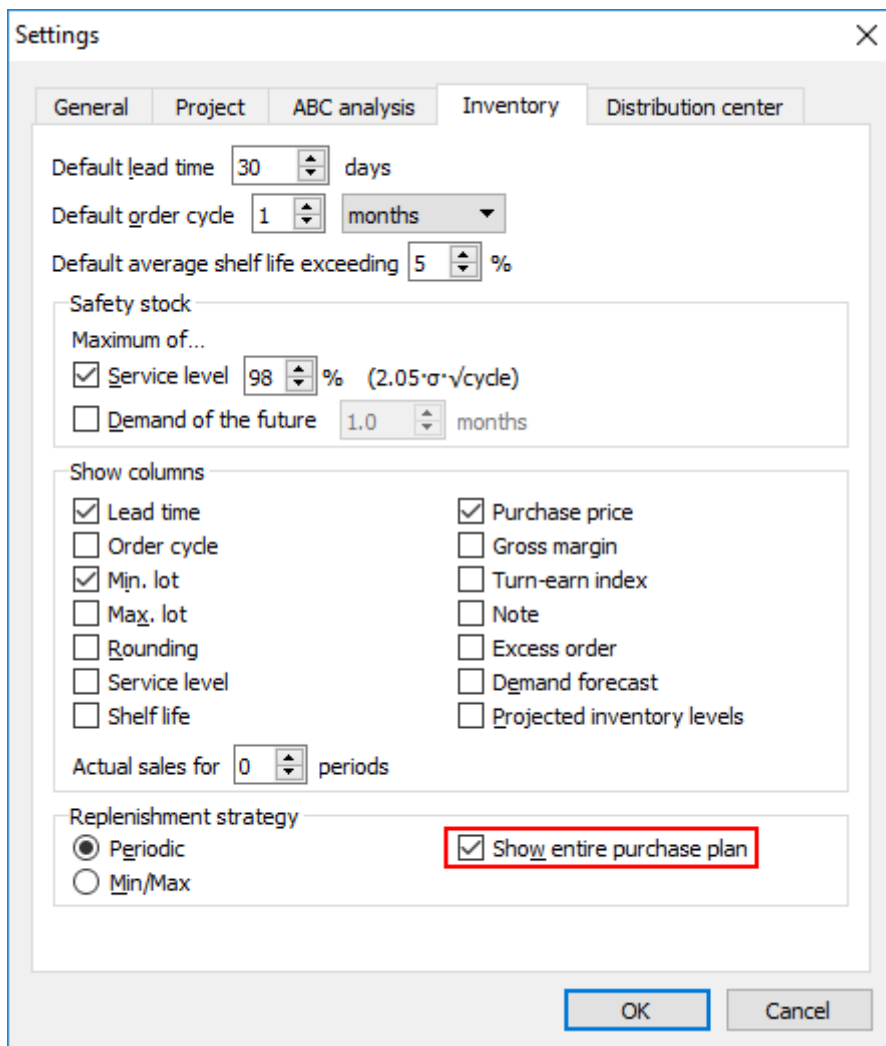 Settings
General Project ABC analysis Inventory Distribution center
Default lead time 30 days
Default order cycle 1 months
Default average shelf life exceeding 5 %
Safety stock
Maximum of...
Service level 98 % (2.05·σ·√cycle)
Demand of the future 1.0 months
Show columns
Lead time Purchase price
Order cycle Gross margin
Min. lot Turn-earn index
Max. lot Note
Rounding Excess order
Service level Demand forecast
Shelf life Projected inventory levels
Actual sales for 0 periods
Replenishment strategy
Periodic Show entire purchase plan
Min/Max
OK Cancel